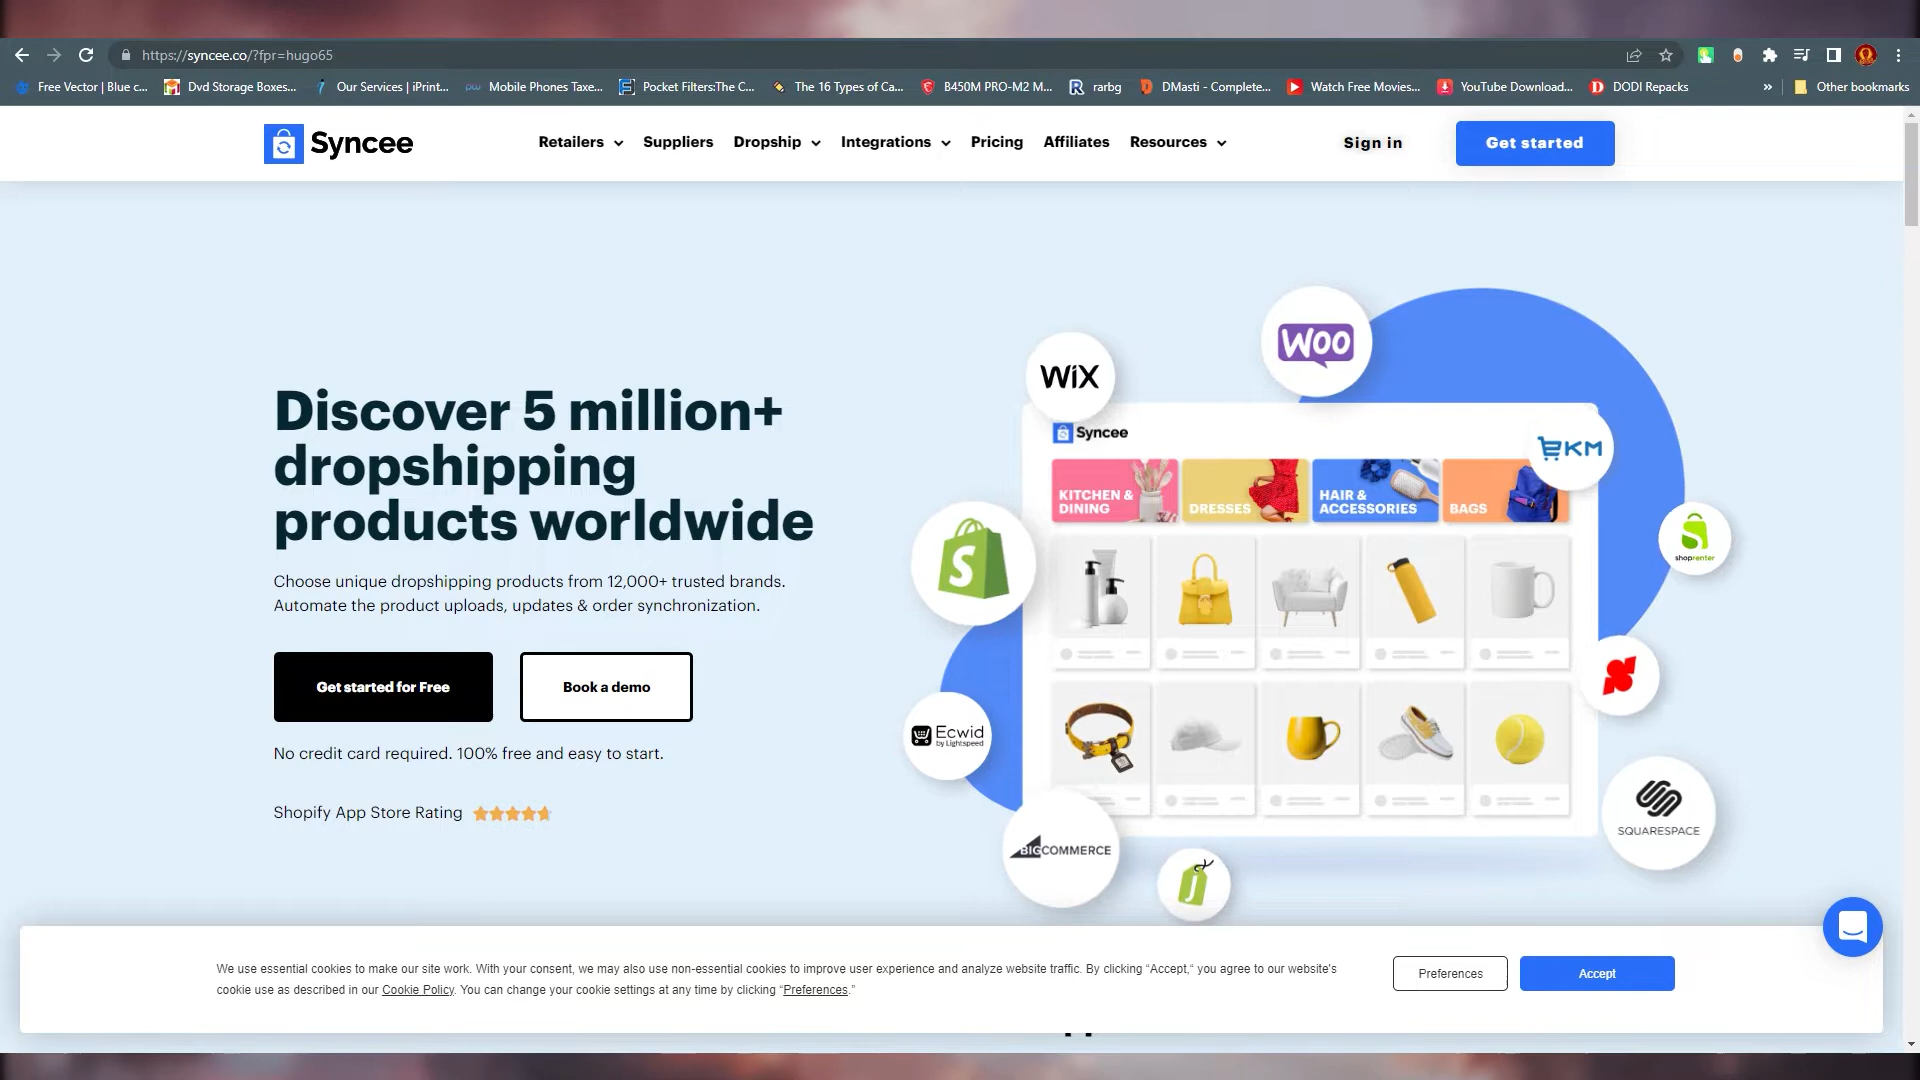 https://syncee.co/?fpr=hugo65
Free Vector | Blue c...
Dvd Storage Boxes...
Our Services | iPrint...
Mobile Phones Taxe...
Pocket Filters:The C...
The 16 Types of Ca...
B450M PRO-M2 M...
rarbg
DMasti - Complete...
Watch Free Movies...
YouTube Download...
DODI Repacks
»
Other bookmarks
Syncee
Retailers
Suppliers
Dropship
Integrations
Pricing
Affiliates
Resources
Sign in
Get started
Discover 5 million+
dropshipping
products worldwide
Choose unique dropshipping products from 12,000+ trusted brands.
Automate the product uploads, updates & order synchronization.
Get started for Free
Book a demo
No credit card required. 100% free and easy to start.
Shopify App Store Rating
WiX
WOO
Syncee
EKM
KITCHEN &
DINING
DRESSES
HAIR &
ACCESSORIES
BAGS
S
shoprenter
Ecwid
by Lightspeed
BIGCOMMERCE
j
SQUARESPACE
We use essential cookies to make our site work. With your consent, we may also use non-essential cookies to improve user experience and analyze website traffic. By clicking “Accept,“ you agree to our website's
cookie use as described in our Cookie Policy. You can change your cookie settings at any time by clicking “Preferences.”
Preferences
Accept